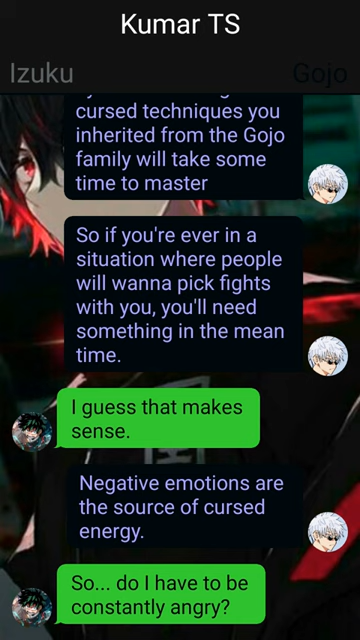 Kumar TS
Izuku
Gojo
cursed techniques you
inherited from the Gojo
family will take some
time to master
So if you're ever in a
situation where people
will wanna pick fights
with you, you'll need
something in the mean
time.
I guess that makes
sense.
Negative emotions are
the source of cursed
energy.
So... do I have to be
constantly angry?